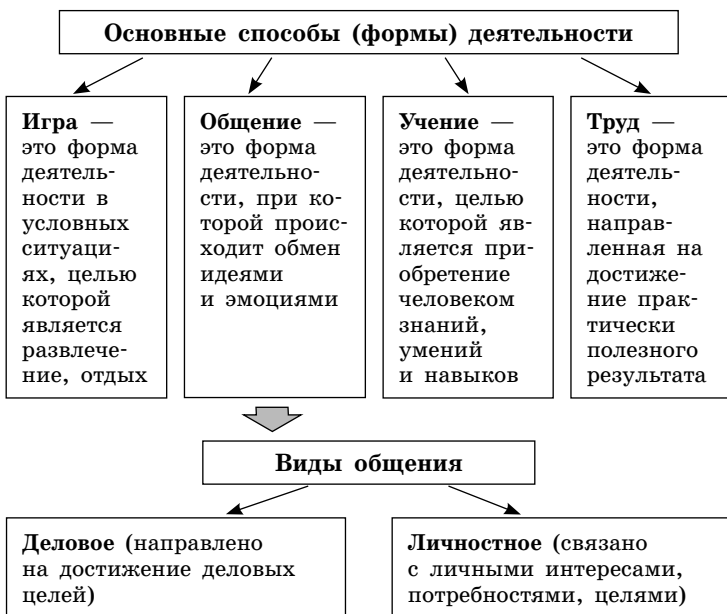 Основные способы (формы) деятельности
Игра —
это форма
деятель-
ности в
условных
ситуаци-
ях, целью
которой
является
развлече-
ние, отдых
Общение —
это форма
деятельно-
сти, при ко-
торой проис-
ходит обмен
идеями
и эмоциями
Учение —
это форма
деятельно-
сти, целью
которой яв-
ляется при-
обретение
человеком
знаний,
умений
и навыков
Труд —
это форма
деятель-
ности,
направ-
ленная на
достиже-
ние прак-
тически
полезного
результата
Виды общения
Деловое (направлено
на достижение деловых
целей)
Личностное (связано
с личными интересами,
потребностями, целями)